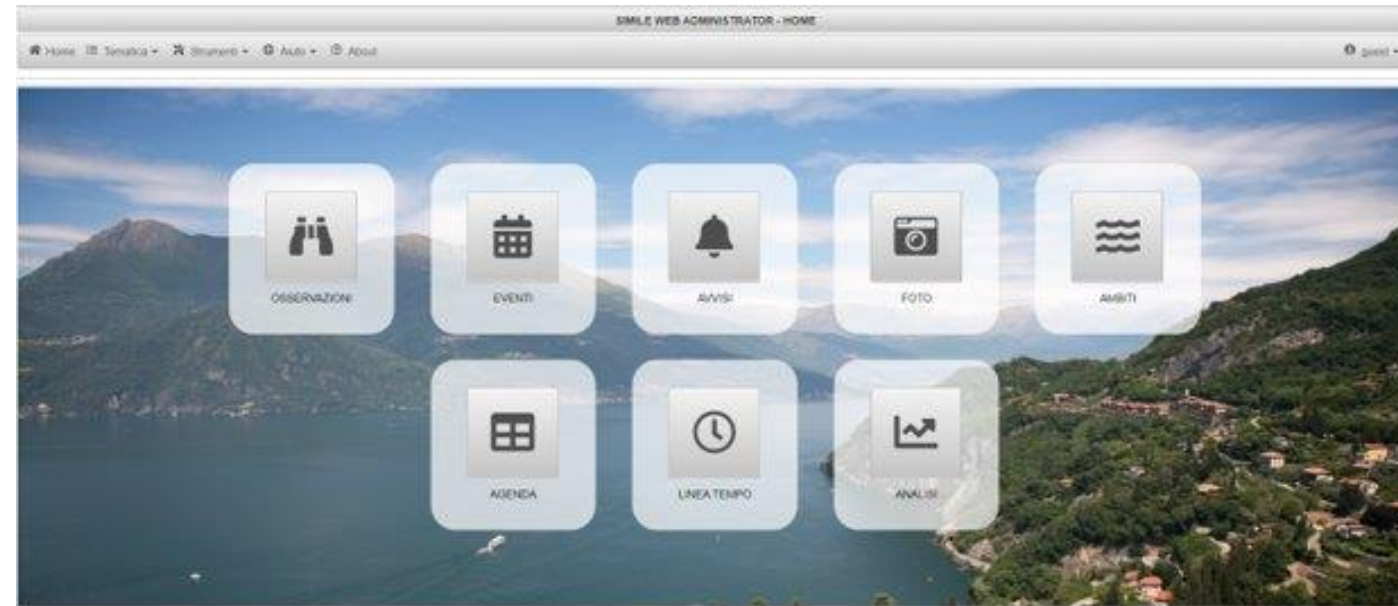 SIMILE WEB ADMINISTRATOR - HOME
Home Tematica Strumenti Aiuto About guest
OSSERVAZIONI EVENTI AVVISI FOTO AMBITI
AGENDA LINEA TEMPO ANALISI